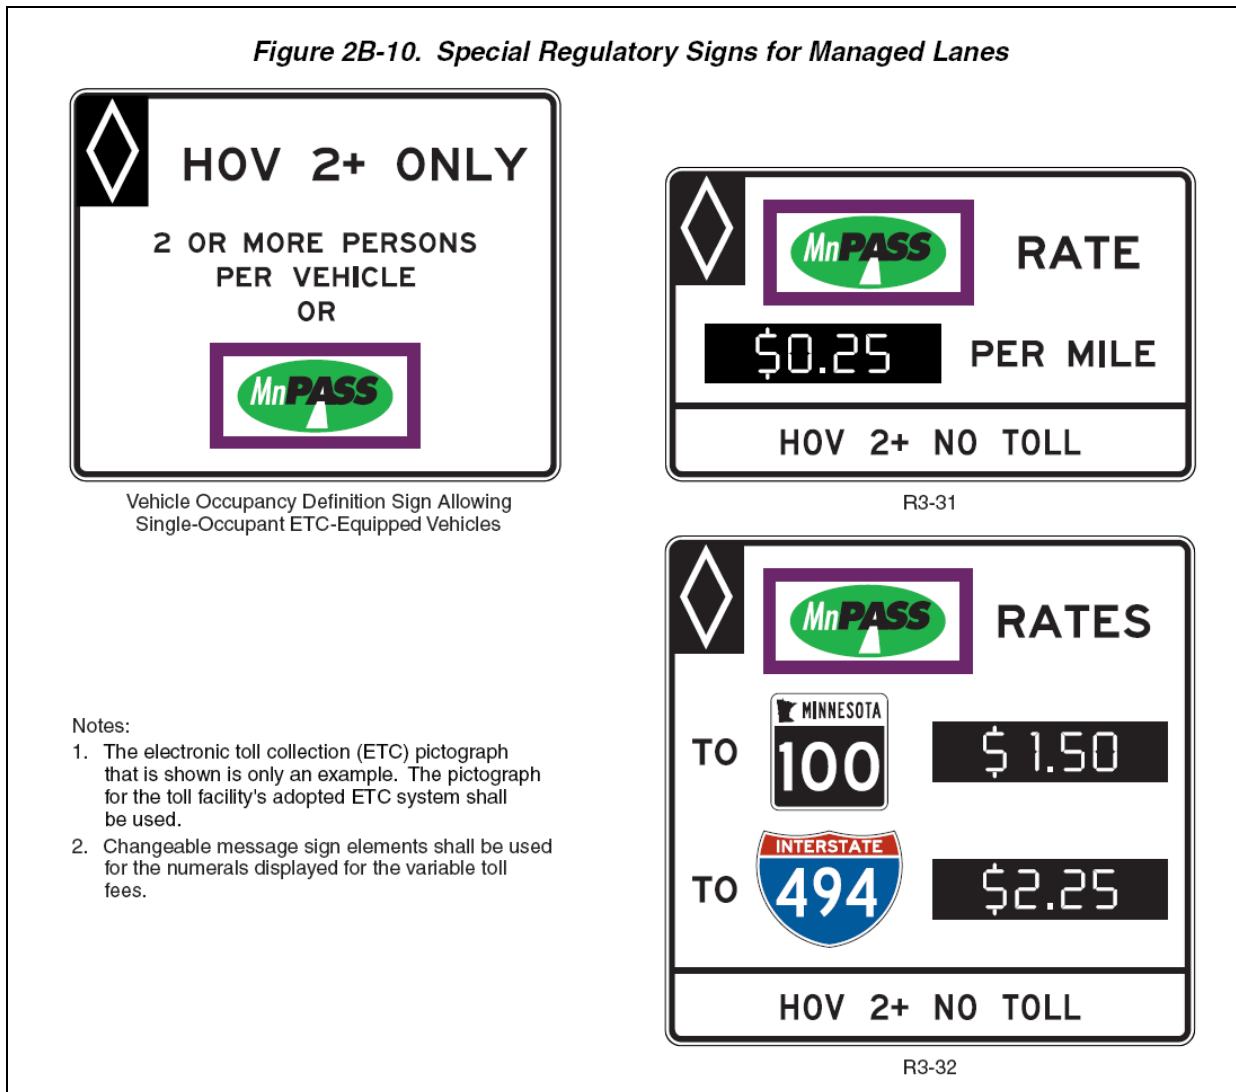 Figure 2B-10. Special Regulatory Signs for Managed Lanes
HOV 2+ ONLY
2 OR MORE PERSONS
PER VEHICLE
OR
MnPASS
Vehicle Occupancy Definition Sign Allowing
Single-Occupant ETC-Equipped Vehicles
MnPASS RATE
$0.25 PER MILE
HOV 2+ NO TOLL
R3-31
MnPASS RATES
MINNESOTA
TO 100 $1.50
INTERSTATE
TO 494 $2.25
HOV 2+ NO TOLL
R3-32
Notes:
1. The electronic toll collection (ETC) pictograph
that is shown is only an example. The pictograph
for the toll facility's adopted ETC system shall
be used.
2. Changeable message sign elements shall be used
for the numerals displayed for the variable toll
fees.